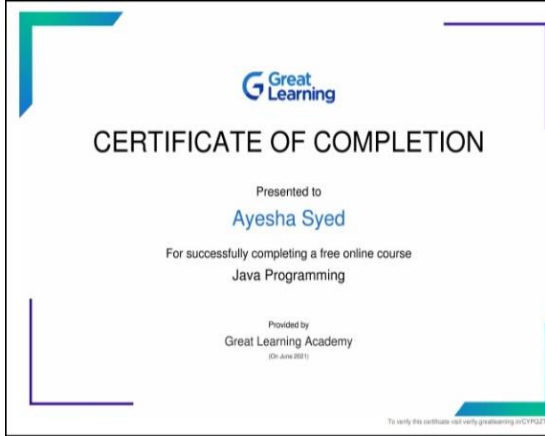 Great
Learning
CERTIFICATE OF COMPLETION
Presented to
Ayesha Syed
For successfully completing a free online course
Java Programming
Provided by
Great Learning Academy
(On June 2021)
To verify this certificate visit verify.greatlearning.in/CYPQZT